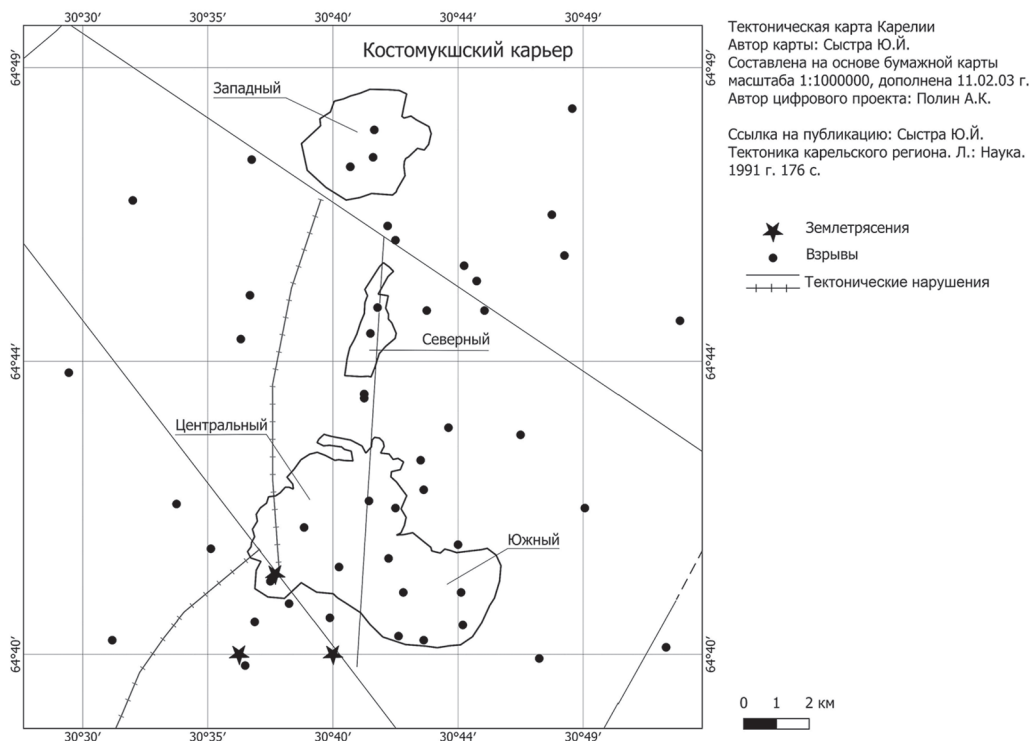 30°30′ 30°35′ 30°40′ 30°44′ 30°49′
Костомукшский карьер
64°49′ 64°49′
Западный
Северный
64°44′ 64°44′
Центральный
Южный
64°40′ 64°40′
30°30′ 30°35′ 30°40′ 30°44′ 30°49′
Тектоническая карта Карелии
Автор карты: Сыстра Ю.Й.
Составлена на основе бумажной карты
масштаба 1:1000000, дополнена 11.02.03 г.
Автор цифрового проекта: Полин А.К.
Ссылка на публикацию: Сыстра Ю.Й.
Тектоника карельского региона. Л.: Наука.
1991 г. 176 с.
Землетрясения
Взрывы
Тектонические нарушения
0 1 2 км